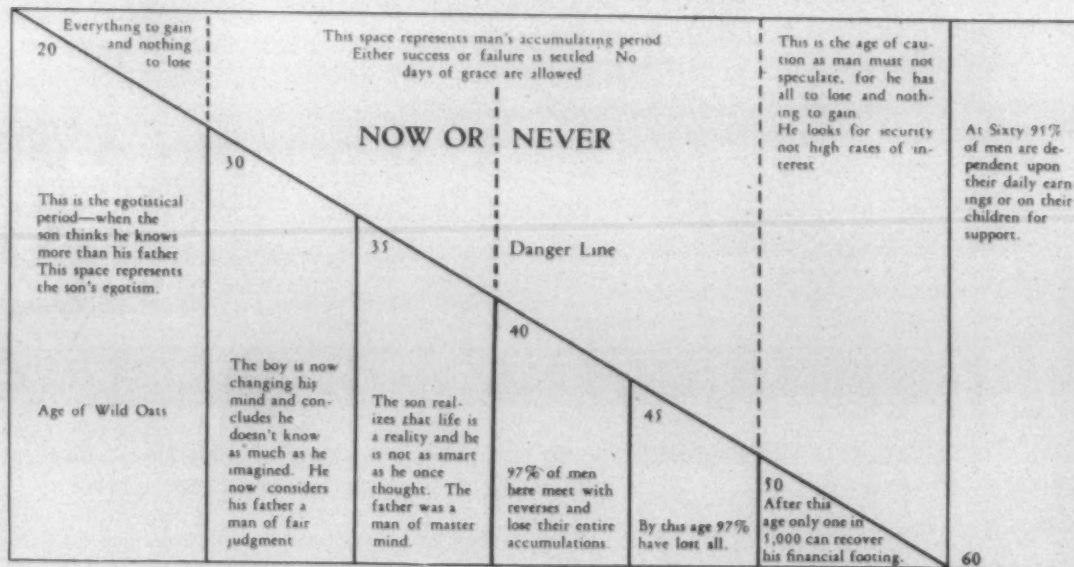 Everything to gain
and nothing
to lose
20
This is the egotistical
period—when the
son thinks he knows
more than his father
This space represents
the son's egotism.
Age of Wild Oats
This space represents man's accumulating period
Either success or failure is settled No
days of grace are allowed
NOW OR NEVER
30
The boy is now
changing his
mind and con-
cludes he
doesn't know
as much as he
imagined. He
now considers
his father a
man of fair
judgment
35
The son real-
izes that life is
a reality and he
is not as smart
as he once
thought. The
father was a
man of master
mind.
Danger Line
40
97% of men
here meet with
reverses and
lose their entire
accumulations
45
By this age 97%
have lost all.
This is the age of cau-
tion as man must not
speculate, for he has
all to lose and noth-
ing to gain
He looks for security
not high rates of in-
terest
50
After this
age only one in
1,000 can recover
his financial footing.
At Sixty 95%
of men are de-
pendent upon
their daily earn
ings or on their
children for
support.
60